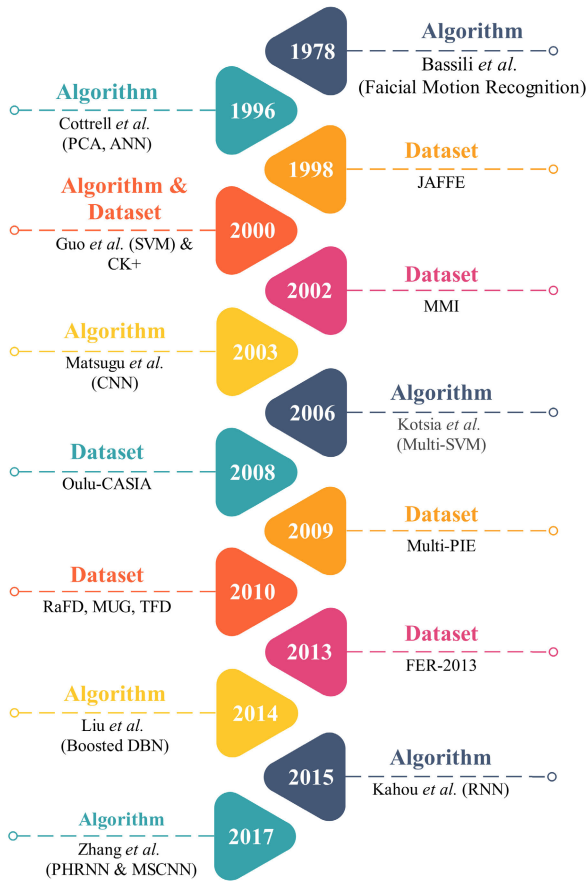 1978
Algorithm
Bassili et al.
(Faicial Motion Recognition)
Algorithm
1996
Cottrell et al.
(PCA, ANN)
1998
Dataset
JAFFE
Algorithm &
Dataset
2000
Guo et al. (SVM) &
CK+
2002
Dataset
MMI
Algorithm
2003
Matsugu et al.
(CNN)
2006
Algorithm
Kotsia et al.
(Multi-SVM)
Dataset
2008
Oulu-CASIA
2009
Dataset
Multi-PIE
Dataset
2010
RaFD, MUG, TFD
2013
Dataset
FER-2013
Algorithm
2014
Liu et al.
(Boosted DBN)
2015
Algorithm
Kahou et al. (RNN)
Algorithm
2017
Zhang et al.
(PHRNN & MSCNN)